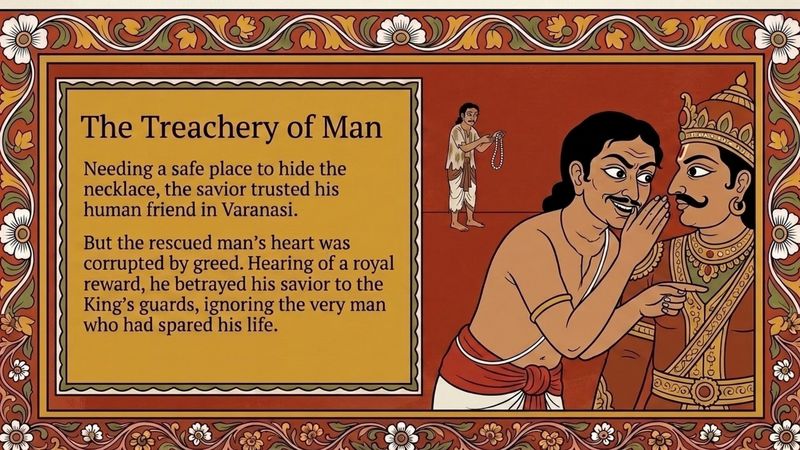 The Treachery of Man
Needing a safe place to hide the
necklace, the savior trusted his
human friend in Varanasi.
But the rescued man’s heart was
corrupted by greed. Hearing of a royal
reward, he betrayed his savior to the
King’s guards, ignoring the very man
who had spared his life.